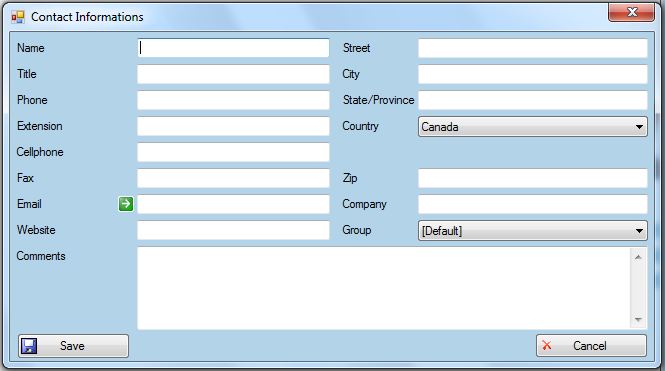 Contact Informations
Name Street
Title City
Phone State/Province
Extension Country Canada
Cellphone
Fax Zip
Email Company
Website Group [Default]
Comments
Save Cancel